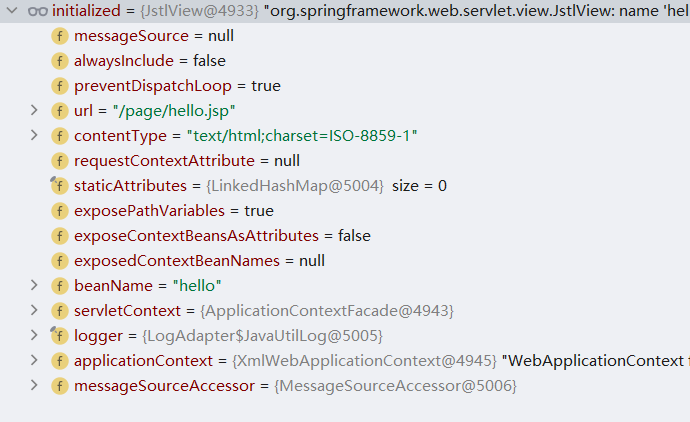 initialized = {JstlView@4933} "org.springframework.web.servlet.view.JstlView: name 'hel
messageSource = null
alwaysInclude = false
preventDispatchLoop = true
url = "/page/hello.jsp"
contentType = "text/html;charset=ISO-8859-1"
requestContextAttribute = null
staticAttributes = {LinkedHashMap@5004} size = 0
exposePathVariables = true
exposeContextBeansAsAttributes = false
exposedContextBeanNames = null
beanName = "hello"
servletContext = {ApplicationContextFacade@4943}
logger = {LogAdapter$JavaUtilLog@5005}
applicationContext = {XmlWebApplicationContext@4945} "WebApplicationContext f
messageSourceAccessor = {MessageSourceAccessor@5006}